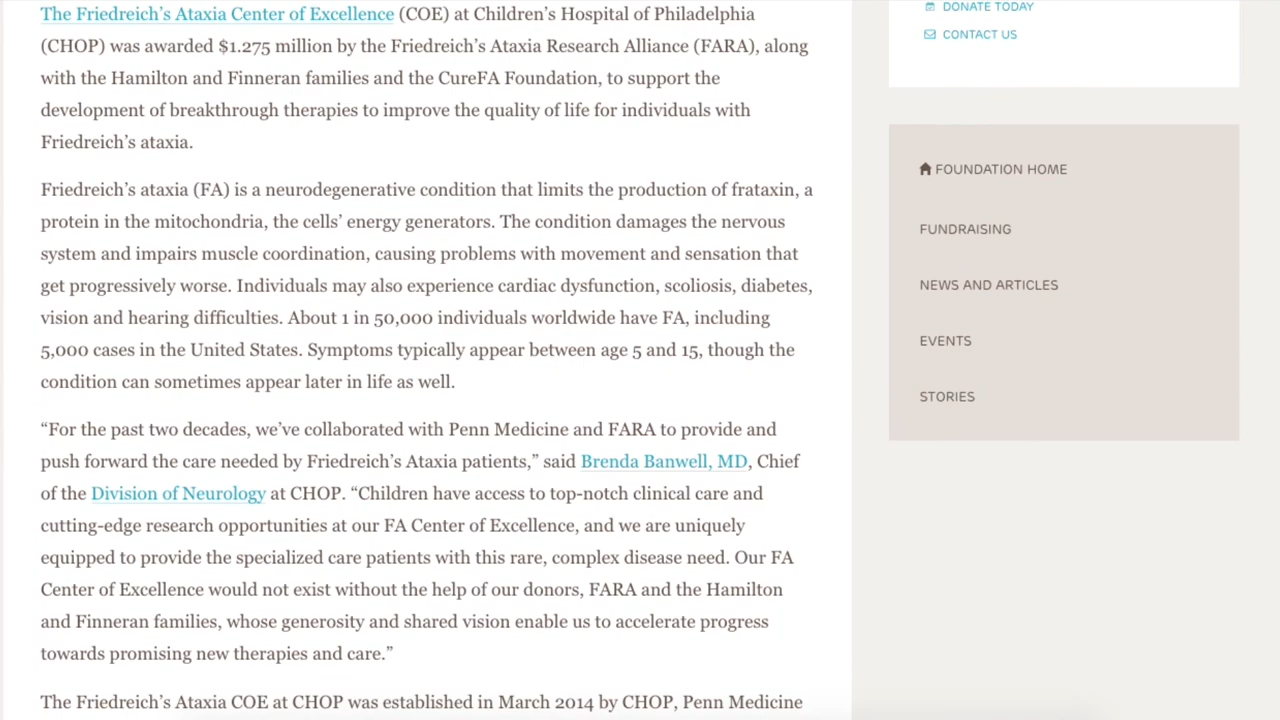 The Friedreich’s Ataxia Center of Excellence (COE) at Children’s Hospital of Philadelphia
(CHOP) was awarded $1.275 million by the Friedreich’s Ataxia Research Alliance (FARA), along
with the Hamilton and Finneran families and the CureFA Foundation, to support the
development of breakthrough therapies to improve the quality of life for individuals with
Friedreich’s ataxia.
Friedreich’s ataxia (FA) is a neurodegenerative condition that limits the production of frataxin, a
protein in the mitochondria, the cells’ energy generators. The condition damages the nervous
system and impairs muscle coordination, causing problems with movement and sensation that
get progressively worse. Individuals may also experience cardiac dysfunction, scoliosis, diabetes,
vision and hearing difficulties. About 1 in 50,000 individuals worldwide have FA, including
5,000 cases in the United States. Symptoms typically appear between age 5 and 15, though the
condition can sometimes appear later in life as well.
“For the past two decades, we’ve collaborated with Penn Medicine and FARA to provide and
push forward the care needed by Friedreich’s Ataxia patients,” said Brenda Banwell, MD, Chief
of the Division of Neurology at CHOP. “Children have access to top-notch clinical care and
cutting-edge research opportunities at our FA Center of Excellence, and we are uniquely
equipped to provide the specialized care patients with this rare, complex disease need. Our FA
Center of Excellence would not exist without the help of our donors, FARA and the Hamilton
and Finneran families, whose generosity and shared vision enable us to accelerate progress
towards promising new therapies and care.”
The Friedreich’s Ataxia COE at CHOP was established in March 2014 by CHOP, Penn Medicine
DONATE TODAY
CONTACT US
FOUNDATION HOME
FUNDRAISING
NEWS AND ARTICLES
EVENTS
STORIES